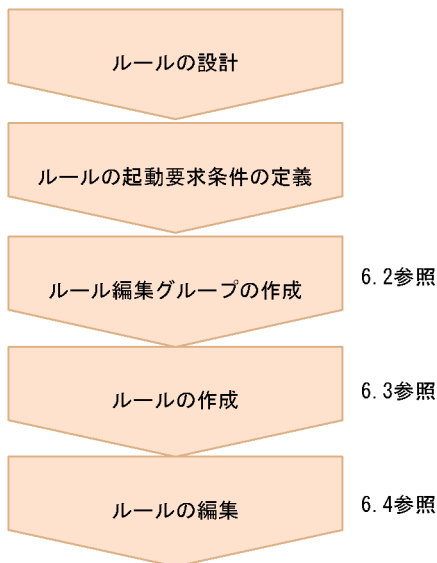 ルールの設計
ルールの起動要求条件の定義
ルール編集グループの作成
6.2参照
ルールの作成
6.3参照
ルールの編集
6.4参照